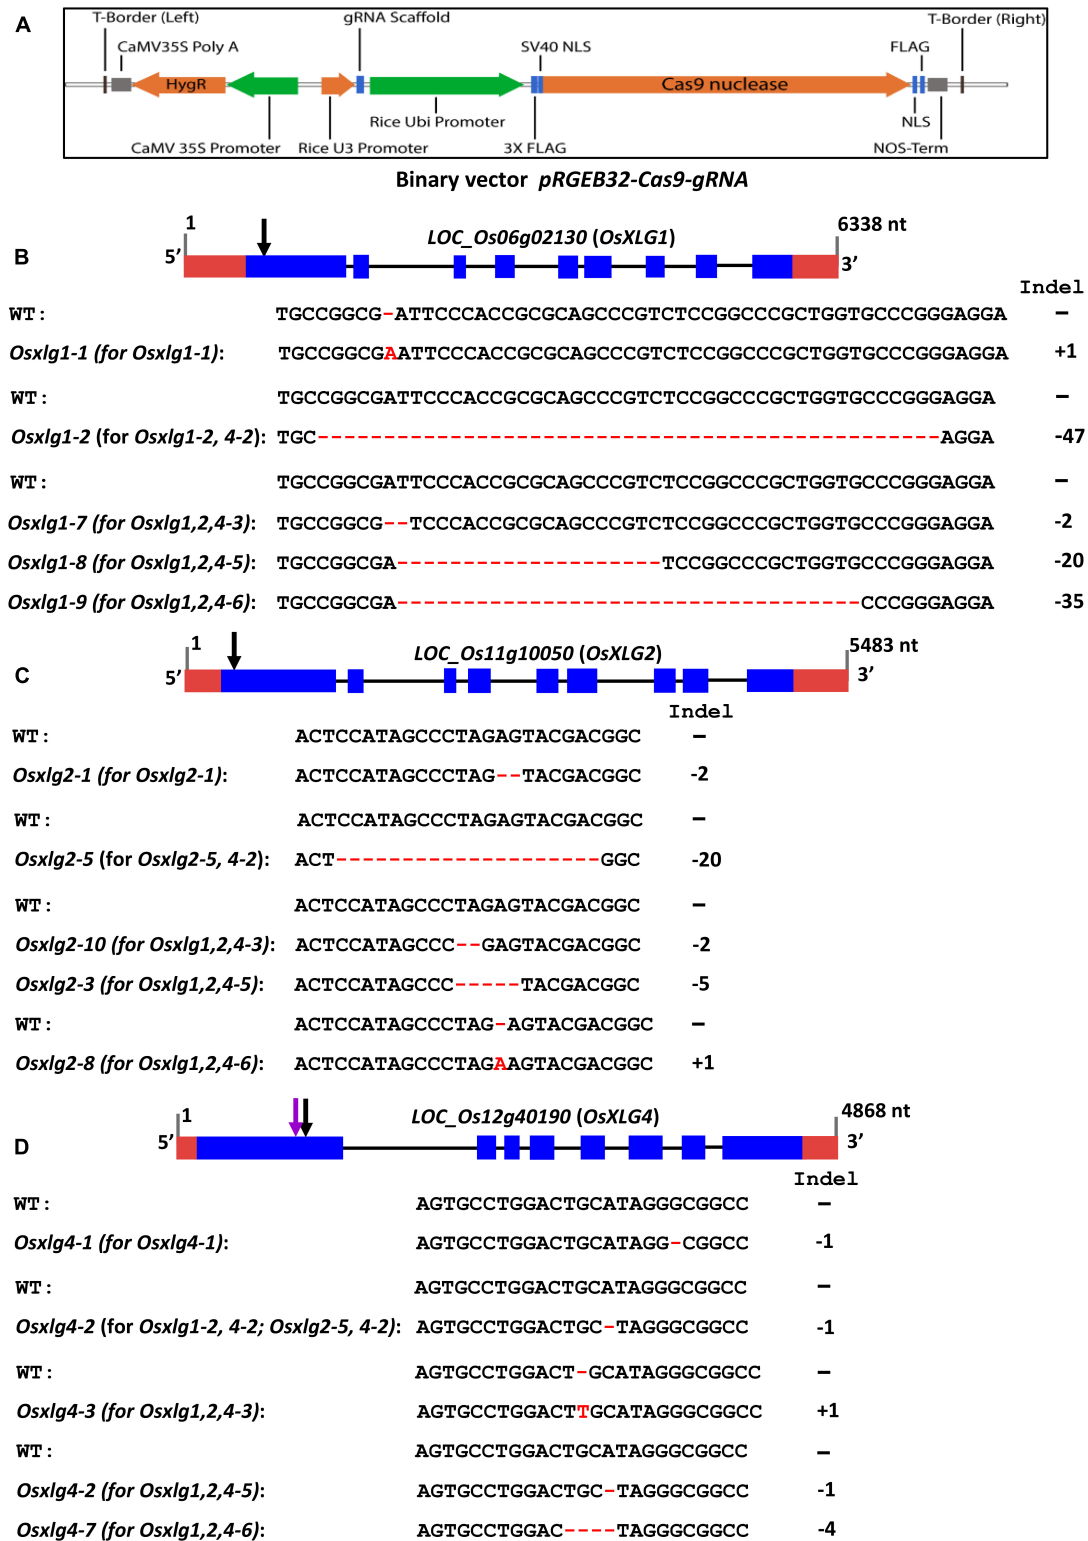 A
T-Border (Left)
gRNA Scaffold
T-Border (Right)
CaMV35S Poly A
SV40 NLS
FLAG
HygR
Cas9 nuclease
Rice Ubi Promoter
NLS
CaMV 35S Promoter
Rice U3 Promoter
3X FLAG
NOS-Term
Binary vector pRGEB32-Cas9-gRNA
B
1
LOC_Os06g02130 (OsXLG1)
6338 nt
5’
3’
Indel
WT: TGCCGGCG-ATTCCCACCGCGCAGCCCGTCTCCGGCCCGCTGGTGCCCGGGAGGA –
Osxlg1-1 (for Osxlg1-1): TGCCGGCGAATTCCCACCGCGCAGCCCGTCTCCGGCCCGCTGGTGCCCGGGAGGA +1
WT: TGCCGGCGATTCCCACCGCGCAGCCCGTCTCCGGCCCGCTGGTGCCCGGGAGGA –
Osxlg1-2 (for Osxlg1-2, 4-2): TGC-----------------------------------------------AGGA -47
WT: TGCCGGCGATTCCCACCGCGCAGCCCGTCTCCGGCCCGCTGGTGCCCGGGAGGA –
Osxlg1-7 (for Osxlg1,2,4-3): TGCCGGCG--TCCCACCGCGCAGCCCGTCTCCGGCCCGCTGGTGCCCGGGAGGA -2
Osxlg1-8 (for Osxlg1,2,4-5): TGCCGGCGA--------------------TCCGGCCCGCTGGTGCCCGGGAGGA -20
Osxlg1-9 (for Osxlg1,2,4-6): TGCCGGCGA-----------------------------------CCCGGGAGGA -35
C
1
LOC_Os11g10050 (OsXLG2)
5483 nt
5’
3’
Indel
WT: ACTCCATAGCCCTAGAGTACGACGGC –
Osxlg2-1 (for Osxlg2-1): ACTCCATAGCCCTAG--TACGACGGC -2
WT: ACTCCATAGCCCTAGAGTACGACGGC –
Osxlg2-5 (for Osxlg2-5, 4-2): ACT--------------------GGC -20
WT: ACTCCATAGCCCTAGAGTACGACGGC –
Osxlg2-10 (for Osxlg1,2,4-3): ACTCCATAGCCC--GAGTACGACGGC -2
Osxlg2-3 (for Osxlg1,2,4-5): ACTCCATAGCCC-----TACGACGGC -5
WT: ACTCCATAGCCCTAG-AGTACGACGGC –
Osxlg2-8 (for Osxlg1,2,4-6): ACTCCATAGCCCTAGAAGTACGACGGC +1
D
1
LOC_Os12g40190 (OsXLG4)
4868 nt
5’
3’
Indel
WT: AGTGCCTGGACTGCATAGGGCGGCC –
Osxlg4-1 (for Osxlg4-1): AGTGCCTGGACTGCATAGG-CGGCC -1
WT: AGTGCCTGGACTGCATAGGGCGGCC –
Osxlg4-2 (for Osxlg1-2, 4-2; Osxlg2-5, 4-2): AGTGCCTGGACTGC-TAGGGCGGCC -1
WT: AGTGCCTGGACT-GCATAGGGCGGCC –
Osxlg4-3 (for Osxlg1,2,4-3): AGTGCCTGGACTTGCATAGGGCGGCC +1
WT: AGTGCCTGGACTGCATAGGGCGGCC –
Osxlg4-2 (for Osxlg1,2,4-5): AGTGCCTGGACTGC-TAGGGCGGCC -1
Osxlg4-7 (for Osxlg1,2,4-6): AGTGCCTGGAC----TAGGGCGGCC -4